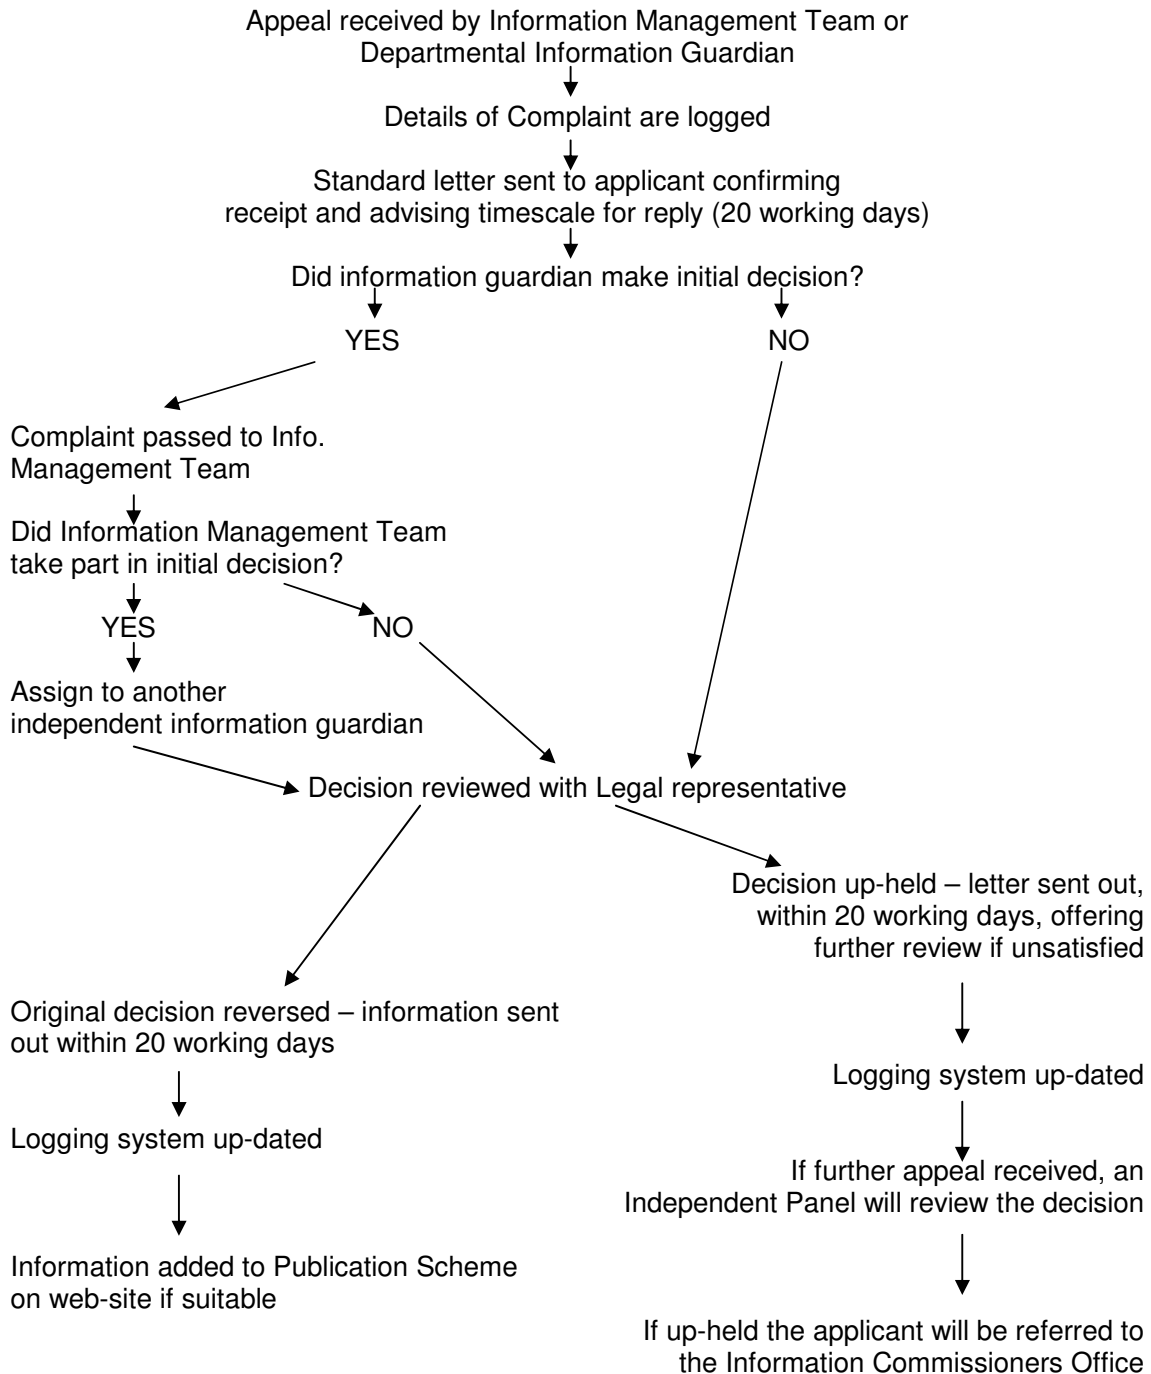 Appeal received by Information Management Team or
Departmental Information Guardian
Details of Complaint are logged
Standard letter sent to applicant confirming
receipt and advising timescale for reply (20 working days)
Did information guardian make initial decision?
YES
NO
Complaint passed to Info.
Management Team
Did Information Management Team
take part in initial decision?
YES
NO
Assign to another
independent information guardian
Decision reviewed with Legal representative
Decision up-held – letter sent out,
within 20 working days, offering
further review if unsatisfied
Original decision reversed – information sent
out within 20 working days
Logging system up-dated
Logging system up-dated
If further appeal received, an
Independent Panel will review the decision
Information added to Publication Scheme
on web-site if suitable
If up-held the applicant will be referred to
the Information Commissioners Office